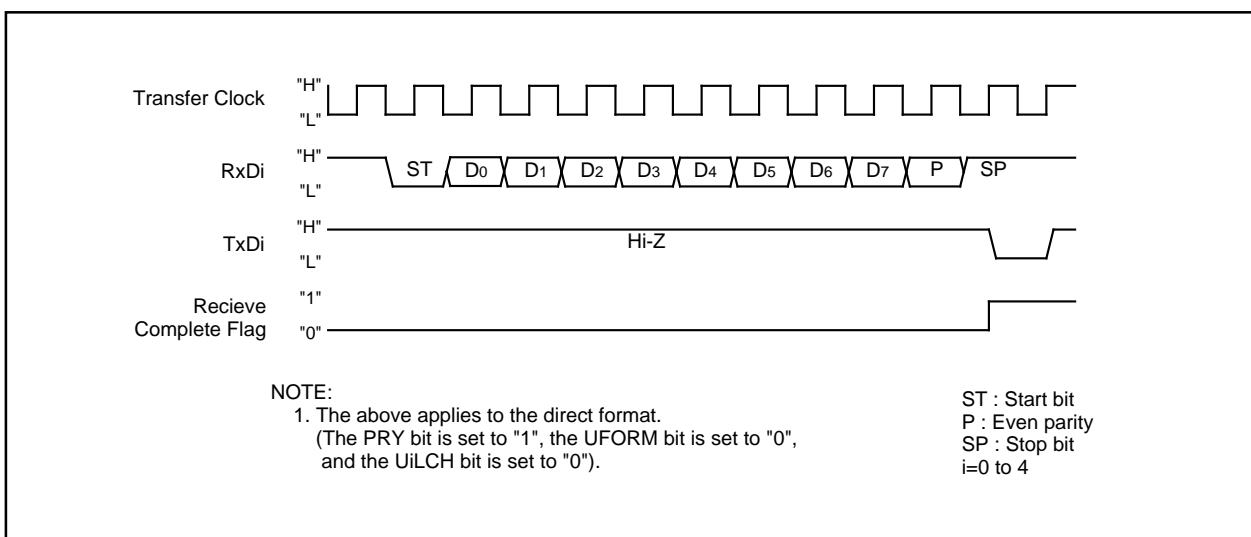 Transfer Clock "H"
"L"
RxDi "H"
"L"
ST D0 D1 D2 D3 D4 D5 D6 D7 P SP
TxDi "H"
"L"
Hi-Z
Recieve
Complete Flag
"1"
"0"
NOTE:
1. The above applies to the direct format.
(The PRY bit is set to "1", the UFORM bit is set to "0",
and the UiLCH bit is set to "0").
ST : Start bit
P : Even parity
SP : Stop bit
i=0 to 4